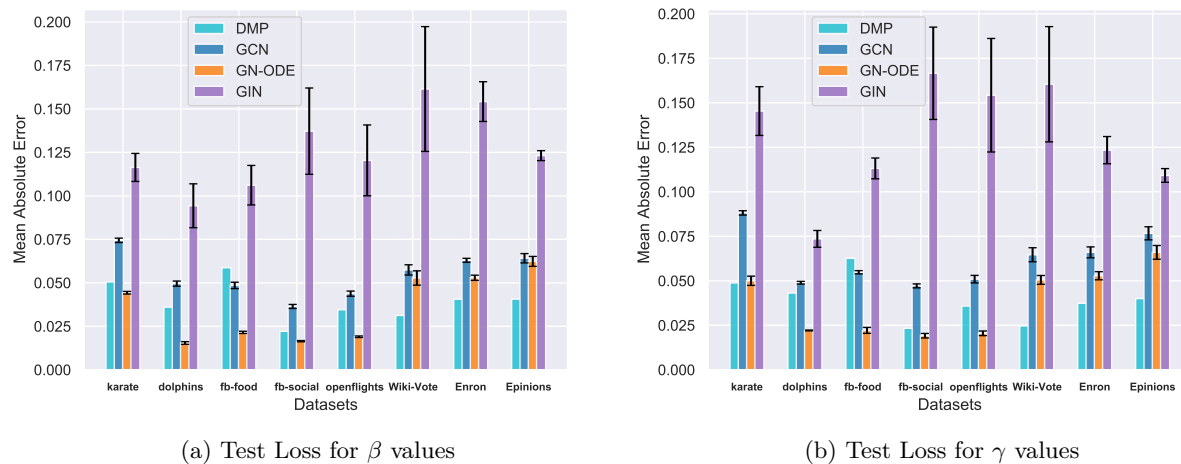 0.200
0.175
0.150
0.125
0.100
0.075
0.050
0.025
0.000
Mean Absolute Error
DMP
GCN
GN-ODE
GIN
karate dolphins fb-food fb-social openflights Wiki-Vote Enron Epinions
Datasets
(a) Test Loss for β values
0.200
0.175
0.150
0.125
0.100
0.075
0.050
0.025
0.000
Mean Absolute Error
DMP
GCN
GN-ODE
GIN
karate dolphins fb-food fb-social openflights Wiki-Vote Enron Epinions
Datasets
(b) Test Loss for γ values